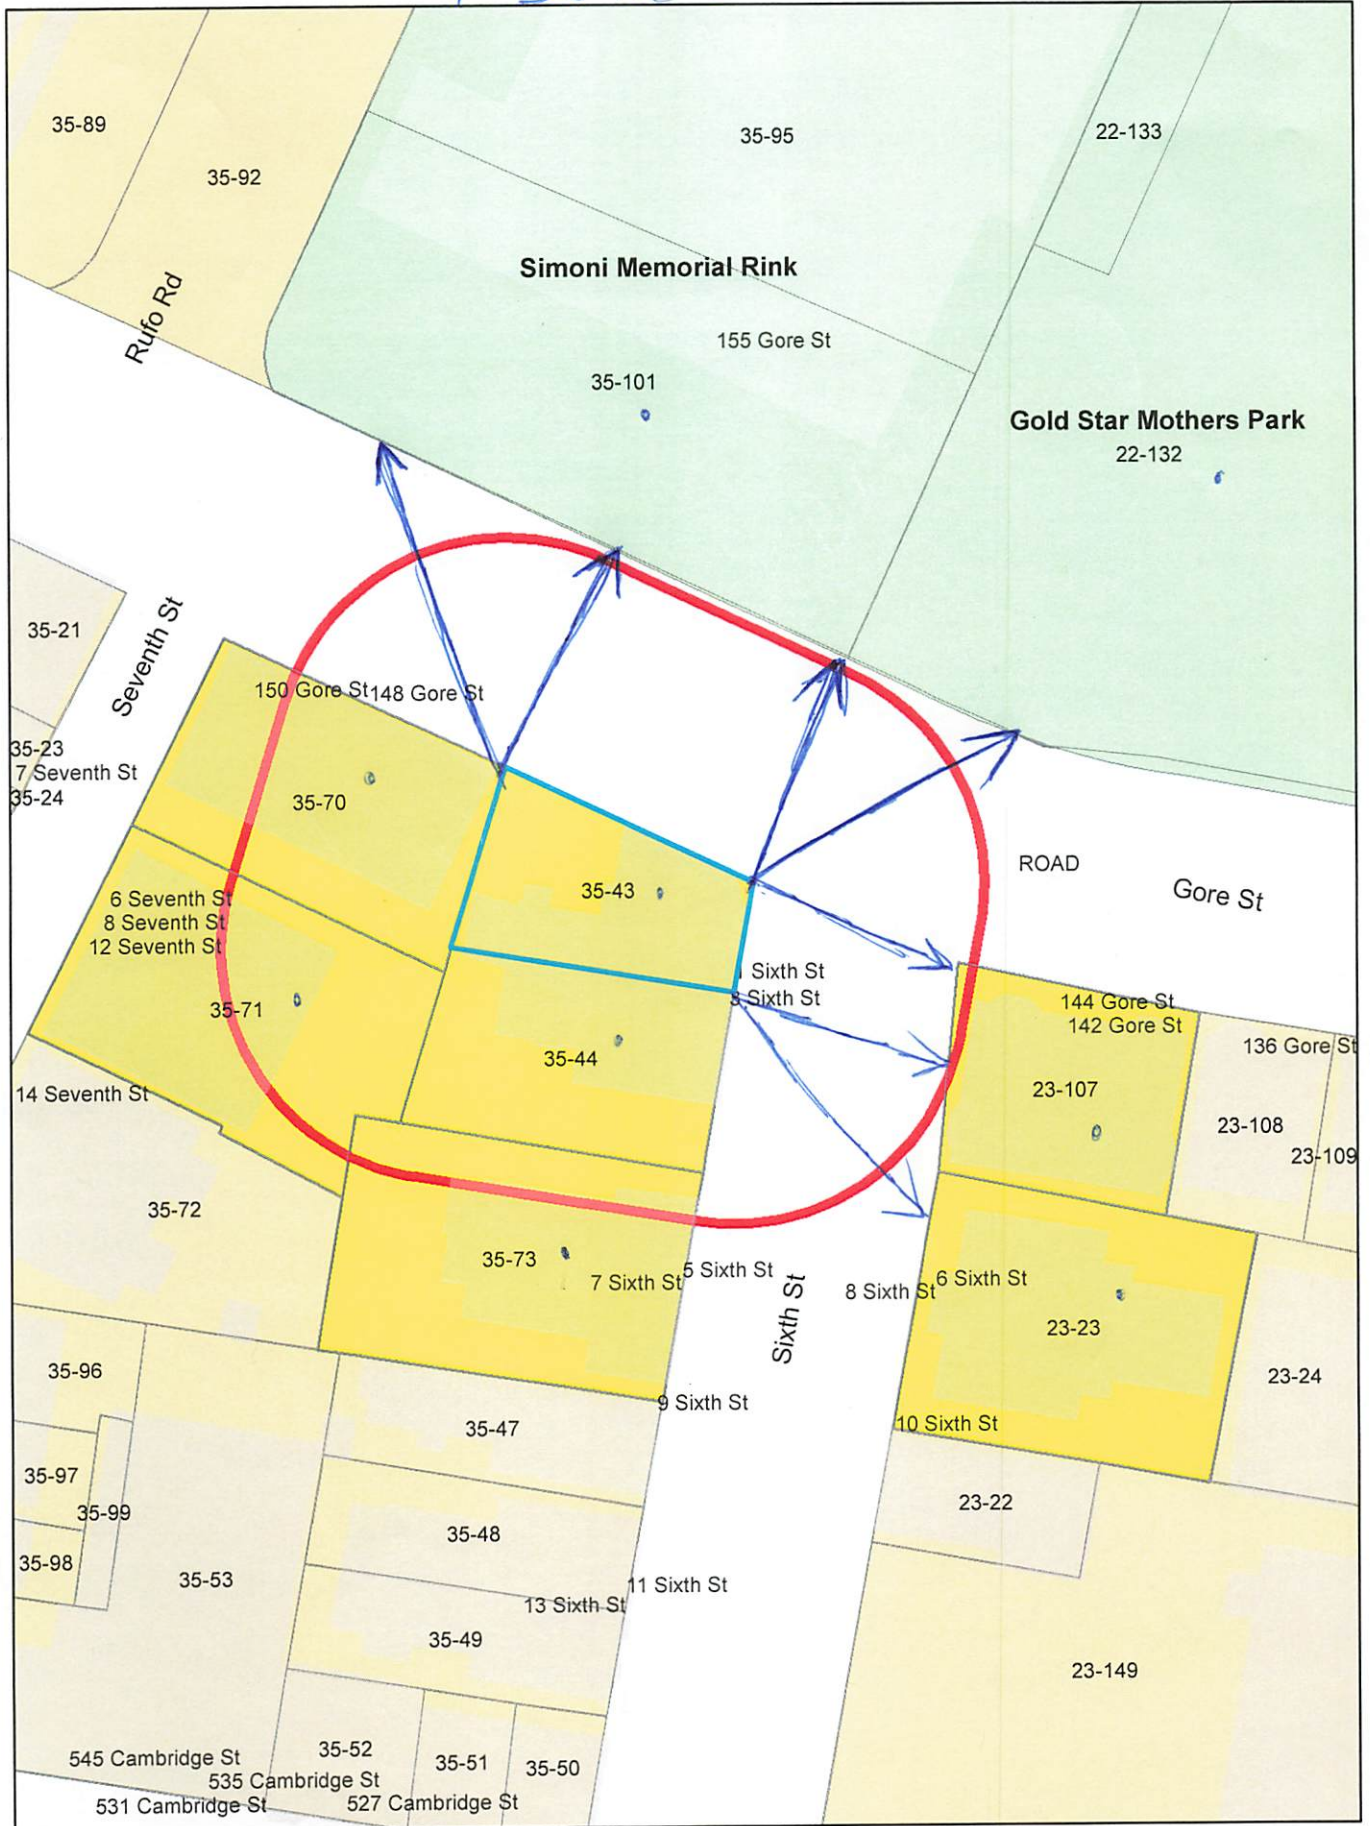 35-89
35-92
35-95
22-133
Simoni Memorial Rink
155 Gore St
35-101
Gold Star Mothers Park
22-132
Rufo Rd
35-21
Seventh St
150 Gore St
148 Gore St
35-23
7 Seventh St
35-24
35-70
35-43
ROAD
Gore St
6 Seventh St
8 Seventh St
12 Seventh St
1 Sixth St
3 Sixth St
144 Gore St
142 Gore St
136 Gore St
35-71
35-44
23-107
23-108
23-109
14 Seventh St
35-72
35-73
7 Sixth St
5 Sixth St
Sixth St
8 Sixth St
6 Sixth St
23-23
23-24
35-96
9 Sixth St
10 Sixth St
35-47
35-97
35-99
23-22
35-48
35-98
35-53
11 Sixth St
13 Sixth St
35-49
23-149
545 Cambridge St
35-52
35-51
35-50
535 Cambridge St
531 Cambridge St
527 Cambridge St